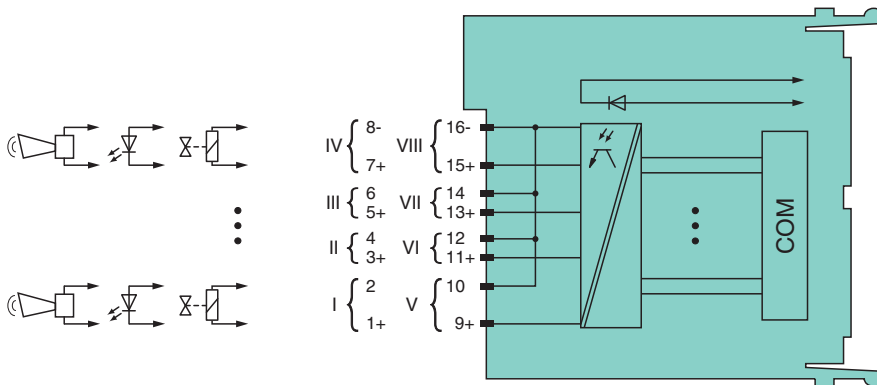 IV 8- VIII 16-
7+ 15+
III 6 VII 14
5+ 13+
II 4 VI 12
3+ 11+
I 2 V 10
1+ 9+
COM